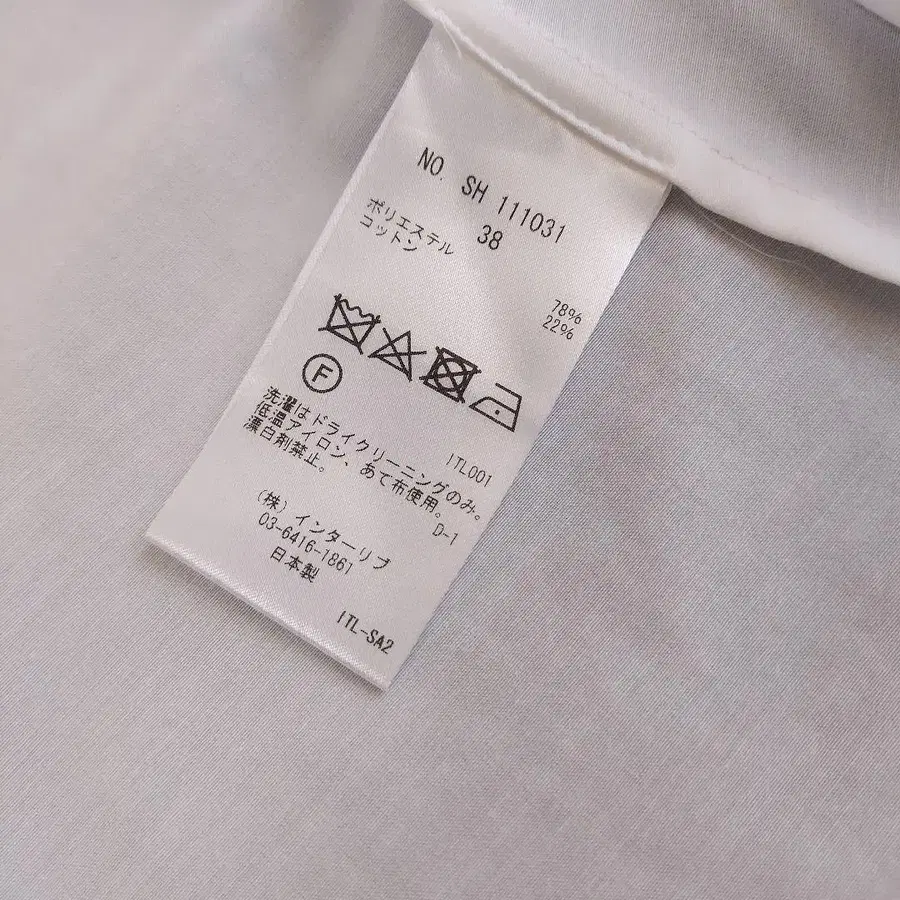 NO. SH 111031
38
ポリエステル 78%
コットン 22%
F
ITL001
洗濯はドライクリーニングのみ。
低温アイロン、あて布使用。
漂白剤禁止。
D-1
(株)インターリブ
03-6416-1861
日本製
ITL-SA2